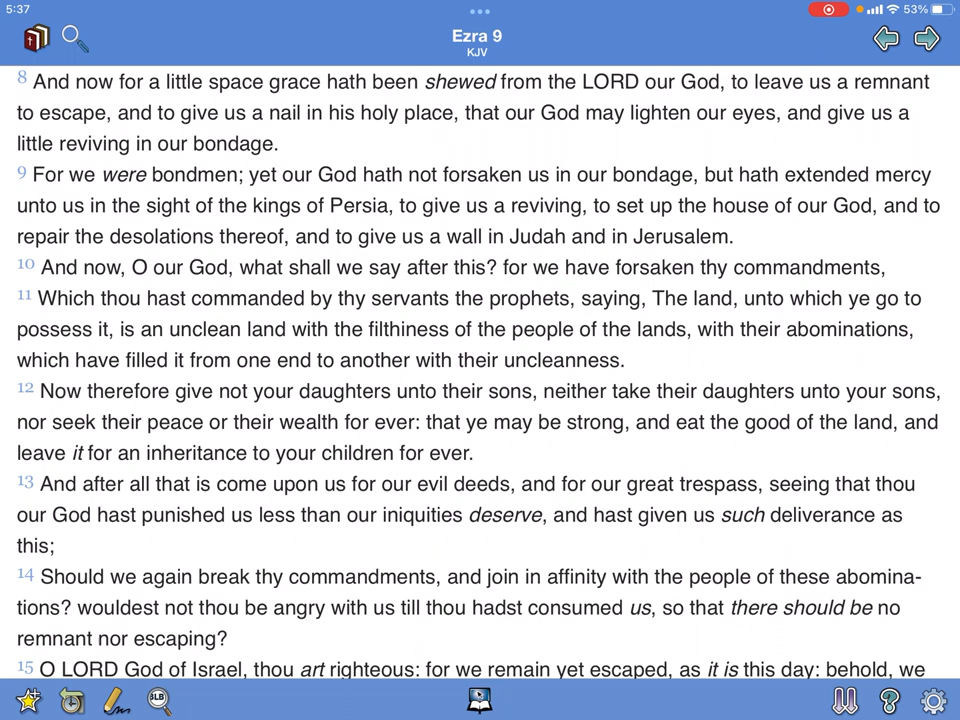 5:37
53%
Ezra 9
KJV
8 And now for a little space grace hath been shewed from the LORD our God, to leave us a remnant
to escape, and to give us a nail in his holy place, that our God may lighten our eyes, and give us a
little reviving in our bondage.
9 For we were bondmen; yet our God hath not forsaken us in our bondage, but hath extended mercy
unto us in the sight of the kings of Persia, to give us a reviving, to set up the house of our God, and to
repair the desolations thereof, and to give us a wall in Judah and in Jerusalem.
10 And now, O our God, what shall we say after this? for we have forsaken thy commandments,
11 Which thou hast commanded by thy servants the prophets, saying, The land, unto which ye go to
possess it, is an unclean land with the filthiness of the people of the lands, with their abominations,
which have filled it from one end to another with their uncleanness.
12 Now therefore give not your daughters unto their sons, neither take their daughters unto your sons,
nor seek their peace or their wealth for ever: that ye may be strong, and eat the good of the land, and
leave it for an inheritance to your children for ever.
13 And after all that is come upon us for our evil deeds, and for our great trespass, seeing that thou
our God hast punished us less than our iniquities deserve, and hast given us such deliverance as
this;
14 Should we again break thy commandments, and join in affinity with the people of these abomina-
tions? wouldest not thou be angry with us till thou hadst consumed us, so that there should be no
remnant nor escaping?
15 O LORD God of Israel, thou art righteous: for we remain yet escaped, as it is this day: behold, we
BLB